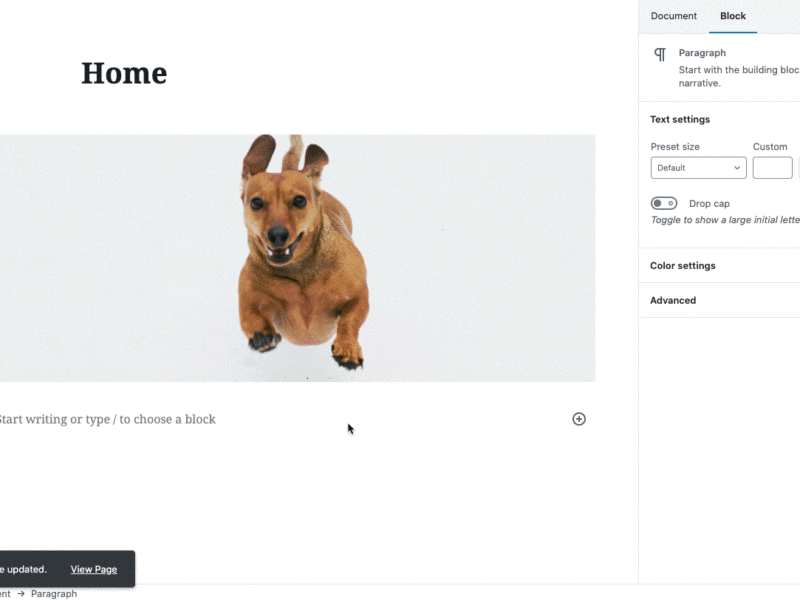 Document Block
Home
Paragraph
Start with the building bloc
narrative.
Text settings
Preset size Custom
Default
Drop cap
Toggle to show a large initial lette
Color settings
Advanced
Start writing or type / to choose a block
e updated. View Page
ent → Paragraph